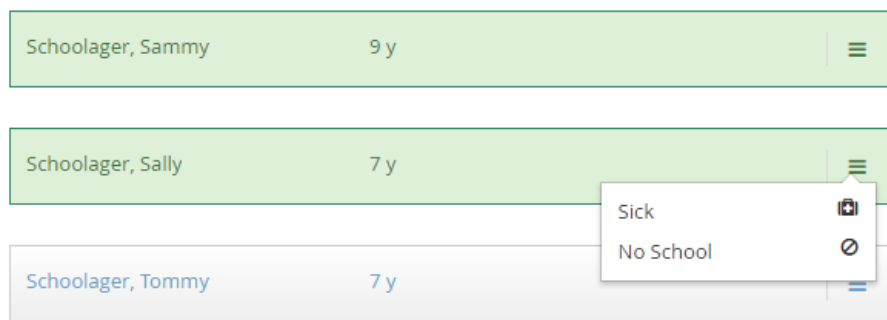 Schoolager, Sammy 9 y
Schoolager, Sally 7 y
Sick
No School
Schoolager, Tommy 7 y